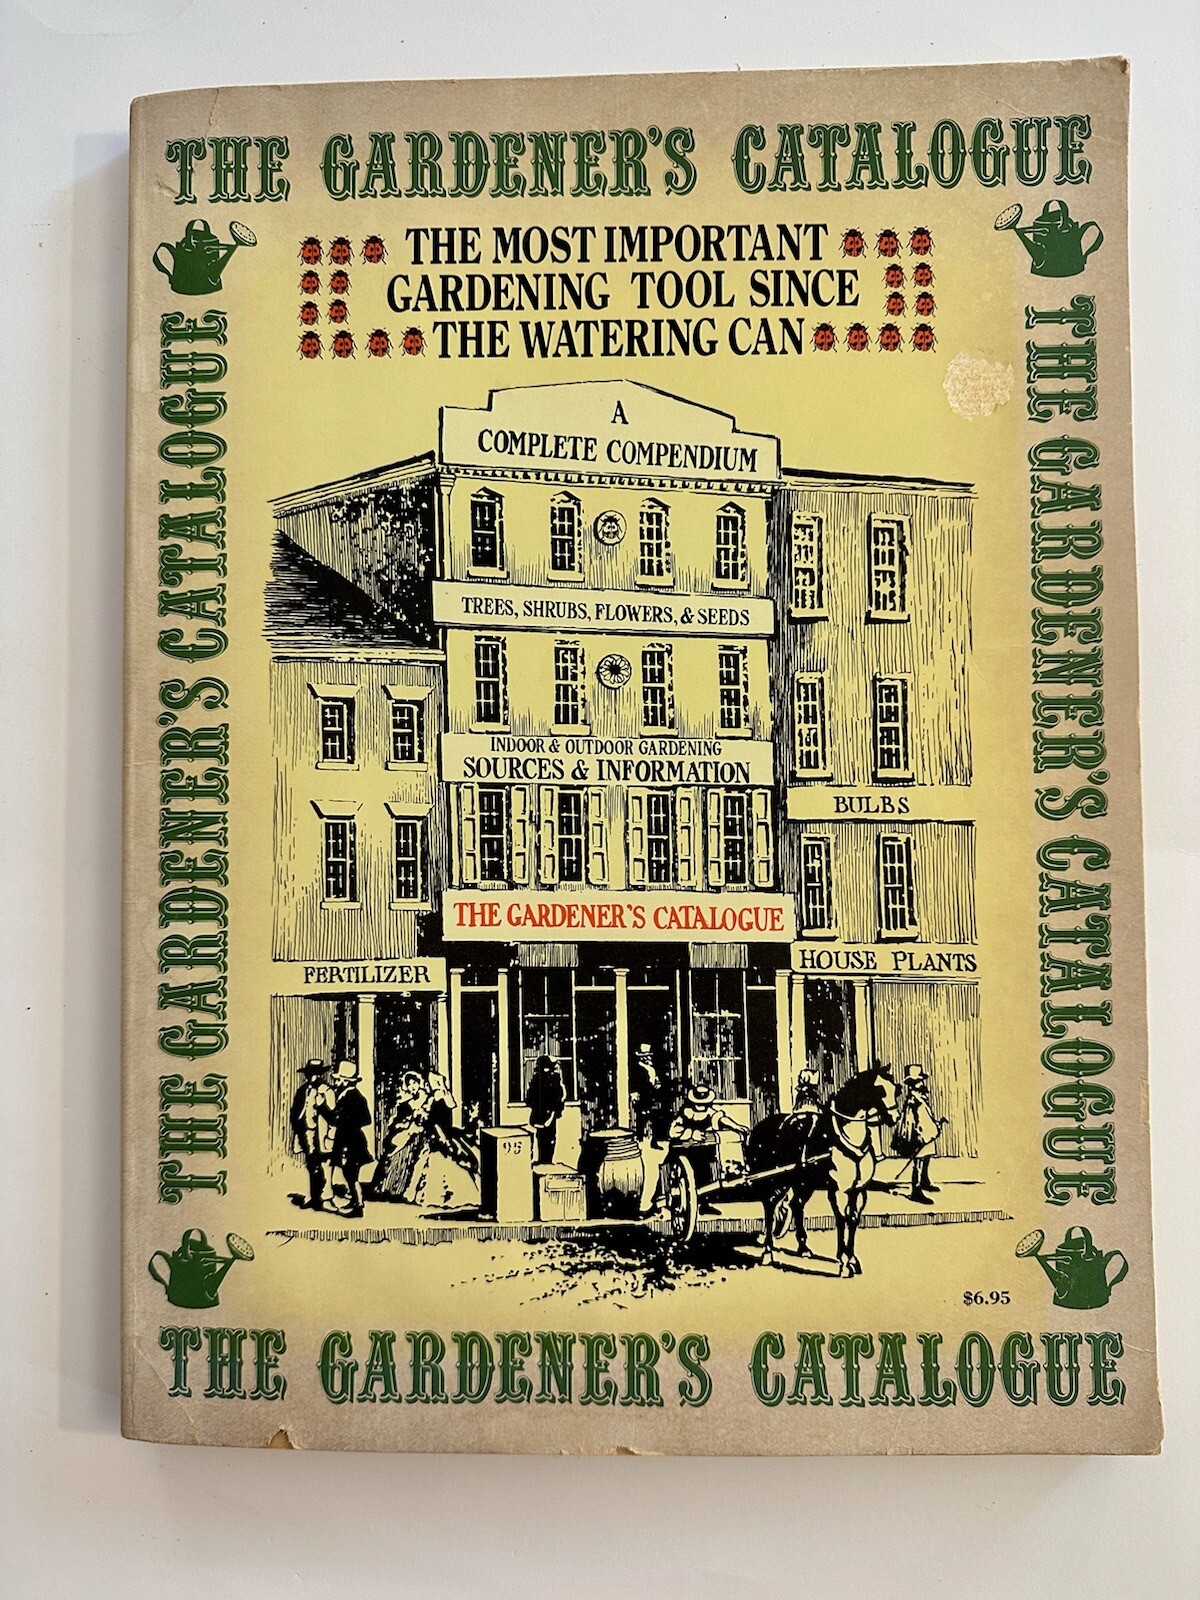 THE GARDENER'S CATALOGUE
THE MOST IMPORTANT
GARDENING TOOL SINCE
THE WATERING CAN
THE GARDENER'S CATALOGUE
THE GARDENER'S CATALOGUE
A
COMPLETE COMPENDIUM
TREES, SHRUBS, FLOWERS, & SEEDS
INDOOR & OUTDOOR GARDENING
SOURCES & INFORMATION
BULBS
THE GARDENER'S CATALOGUE
FERTILIZER
HOUSE PLANTS
$6.95
THE GARDENER'S CATALOGUE